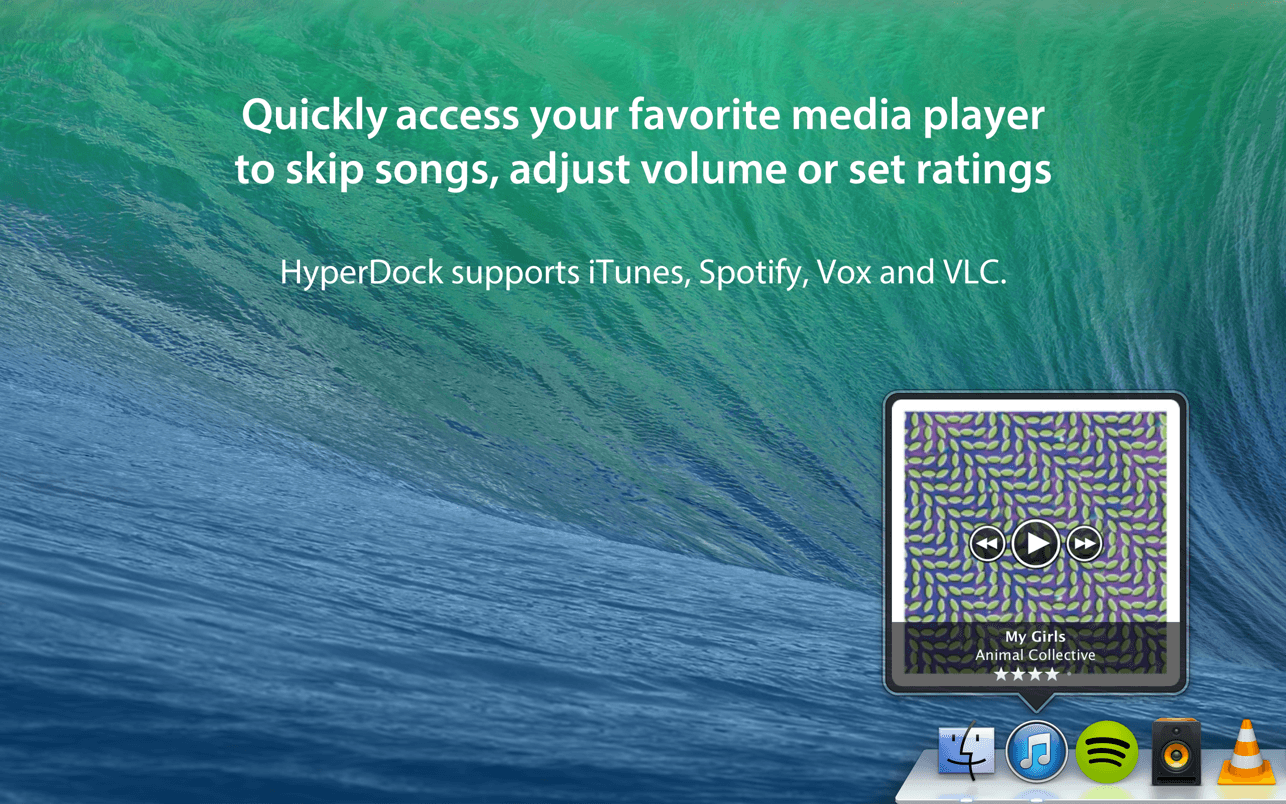 Quickly access your favorite media player
to skip songs, adjust volume or set ratings
HyperDock supports iTunes, Spotify, Vox and VLC.
My Girls
Animal Collective